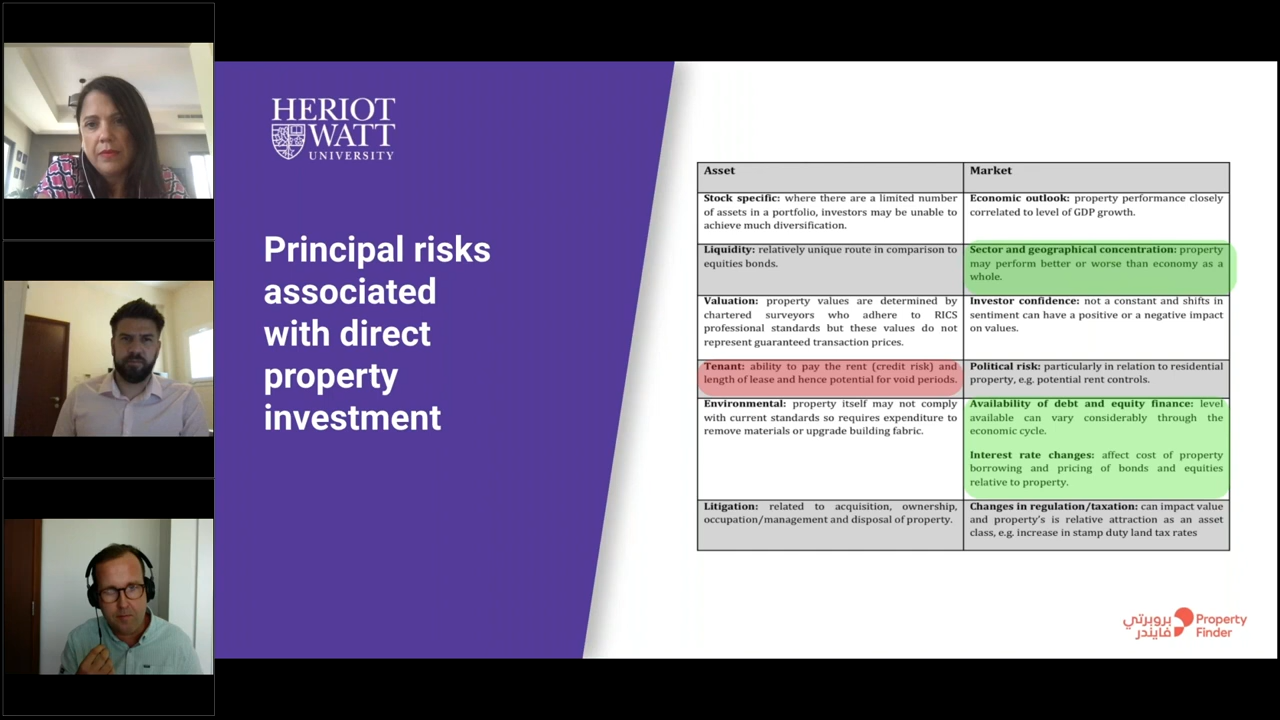 HERIOT
WATT
UNIVERSITY
Principal risks
associated
with direct
property
investment
Asset
Market
Stock specific: where there are a limited number
of assets in a portfolio, investors may be unable to
achieve much diversification.
Economic outlook: property performance closely
correlated to level of GDP growth.
Liquidity: relatively unique route in comparison to
equities bonds.
Sector and geographical concentration: property
may perform better or worse than economy as a
whole.
Valuation: property values are determined by
chartered surveyors who adhere to RICS
professional standards but these values do not
represent guaranteed transaction prices.
Investor confidence: not a constant and shifts in
sentiment can have a positive or a negative impact
on values.
Tenant: ability to pay the rent (credit risk) and
length of lease and hence potential for void periods.
Political risk: particularly in relation to residential
property, e.g. potential rent controls.
Environmental: property itself may not comply
with current standards so requires expenditure to
remove materials or upgrade building fabric.
Availability of debt and equity finance: level
available can vary considerably through the
economic cycle.
Interest rate changes: affect cost of property
borrowing and pricing of bonds and equities
relative to property.
Litigation: related to acquisition, ownership,
occupation/management and disposal of property.
Changes in regulation/taxation: can impact value
and property's is relative attraction as an asset
class, e.g. increase in stamp duty land tax rates
بروبرتي
فايندر
Property
Finder